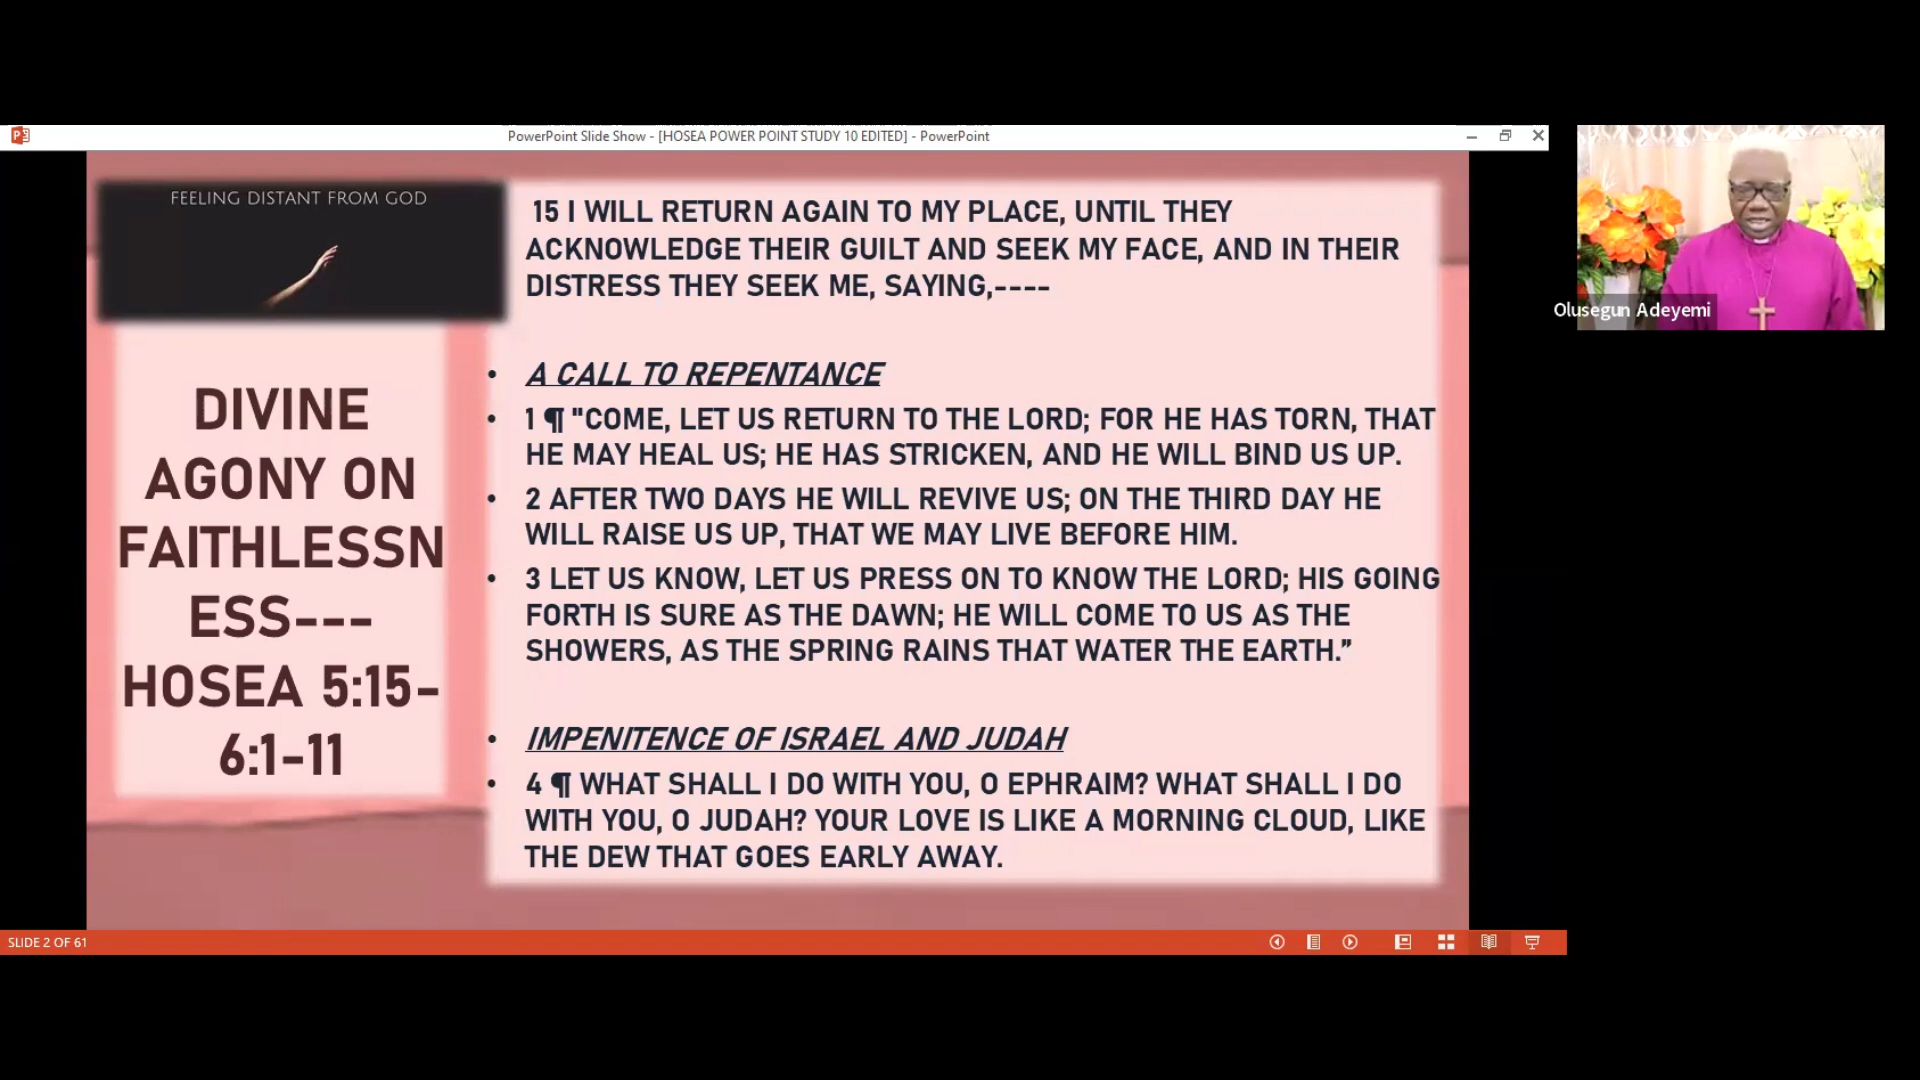 PowerPoint Slide Show - [HOSEA POWER POINT STUDY 10 EDITED] - PowerPoint
FEELING DISTANT FROM GOD
DIVINE
AGONY ON
FAITHLESSN
ESS---
HOSEA 5:15-
6:1-11
15 I WILL RETURN AGAIN TO MY PLACE, UNTIL THEY
ACKNOWLEDGE THEIR GUILT AND SEEK MY FACE, AND IN THEIR
DISTRESS THEY SEEK ME, SAYING,----
• A CALL TO REPENTANCE
• 1 ¶ "COME, LET US RETURN TO THE LORD; FOR HE HAS TORN, THAT
HE MAY HEAL US; HE HAS STRICKEN, AND HE WILL BIND US UP.
• 2 AFTER TWO DAYS HE WILL REVIVE US; ON THE THIRD DAY HE
WILL RAISE US UP, THAT WE MAY LIVE BEFORE HIM.
• 3 LET US KNOW, LET US PRESS ON TO KNOW THE LORD; HIS GOING
FORTH IS SURE AS THE DAWN; HE WILL COME TO US AS THE
SHOWERS, AS THE SPRING RAINS THAT WATER THE EARTH.”
• IMPENITENCE OF ISRAEL AND JUDAH
• 4 ¶ WHAT SHALL I DO WITH YOU, O EPHRAIM? WHAT SHALL I DO
WITH YOU, O JUDAH? YOUR LOVE IS LIKE A MORNING CLOUD, LIKE
THE DEW THAT GOES EARLY AWAY.
Olusegun Adeyemi
SLIDE 2 OF 61